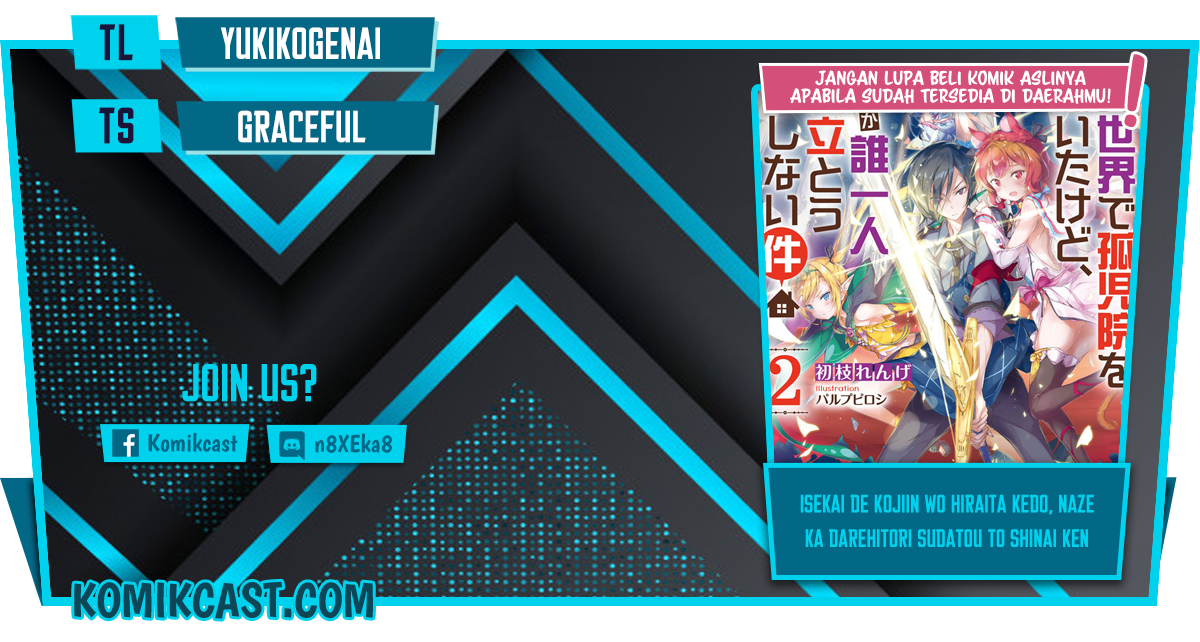 TL
YUKIKOGENAI
TS
GRACEFUL
JOIN US?
Komikcast
n8XEka8
KOMIKCAST.COM
JANGAN LUPA BELI KOMIK ASLINYA
APABILA SUDAH TERSEDIA DI DAERAHMU!
世界で孤児院を
いたけど、
か誰一人
立とう
しない件
2
初枝れんげ
Illustration
パルプピロシ
ISEKAI DE KOJIIN WO HIRAITA KEDO, NAZE
KA DAREHITORI SUDATOU TO SHINAI KEN